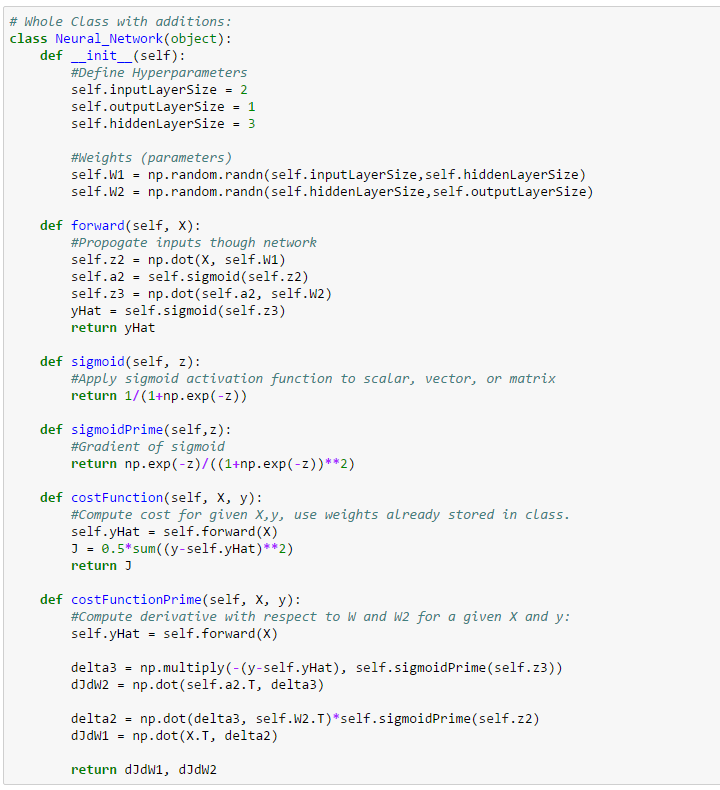 # Whole Class with additions:
class Neural_Network(object):
    def __init__(self):
        #Define Hyperparameters
        self.inputLayerSize = 2
        self.outputLayerSize = 1
        self.hiddenLayerSize = 3

        #Weights (parameters)
        self.W1 = np.random.randn(self.inputLayerSize,self.hiddenLayerSize)
        self.W2 = np.random.randn(self.hiddenLayerSize,self.outputLayerSize)

    def forward(self, X):
        #Propogate inputs though network
        self.z2 = np.dot(X, self.W1)
        self.a2 = self.sigmoid(self.z2)
        self.z3 = np.dot(self.a2, self.W2)
        yHat = self.sigmoid(self.z3)
        return yHat

    def sigmoid(self, z):
        #Apply sigmoid activation function to scalar, vector, or matrix
        return 1/(1+np.exp(-z))

    def sigmoidPrime(self,z):
        #Gradient of sigmoid
        return np.exp(-z)/((1+np.exp(-z))**2)

    def costFunction(self, X, y):
        #Compute cost for given X,y, use weights already stored in class.
        self.yHat = self.forward(X)
        J = 0.5*sum((y-self.yHat)**2)
        return J

    def costFunctionPrime(self, X, y):
        #Compute derivative with respect to W and W2 for a given X and y:
        self.yHat = self.forward(X)

        delta3 = np.multiply(-(y-self.yHat), self.sigmoidPrime(self.z3))
        dJdW2 = np.dot(self.a2.T, delta3)

        delta2 = np.dot(delta3, self.W2.T)*self.sigmoidPrime(self.z2)
        dJdW1 = np.dot(X.T, delta2)

        return dJdW1, dJdW2